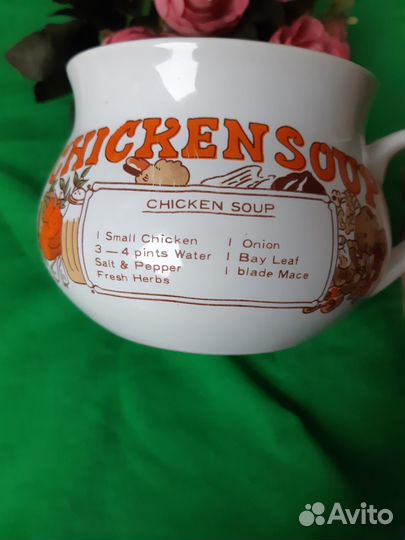 CHICKEN SOUP
CHICKEN SOUP
1 Small Chicken
3 — 4 pints Water
Salt & Pepper
Fresh Herbs
1 Onion
1 Bay Leaf
1 blade Mace
Avito